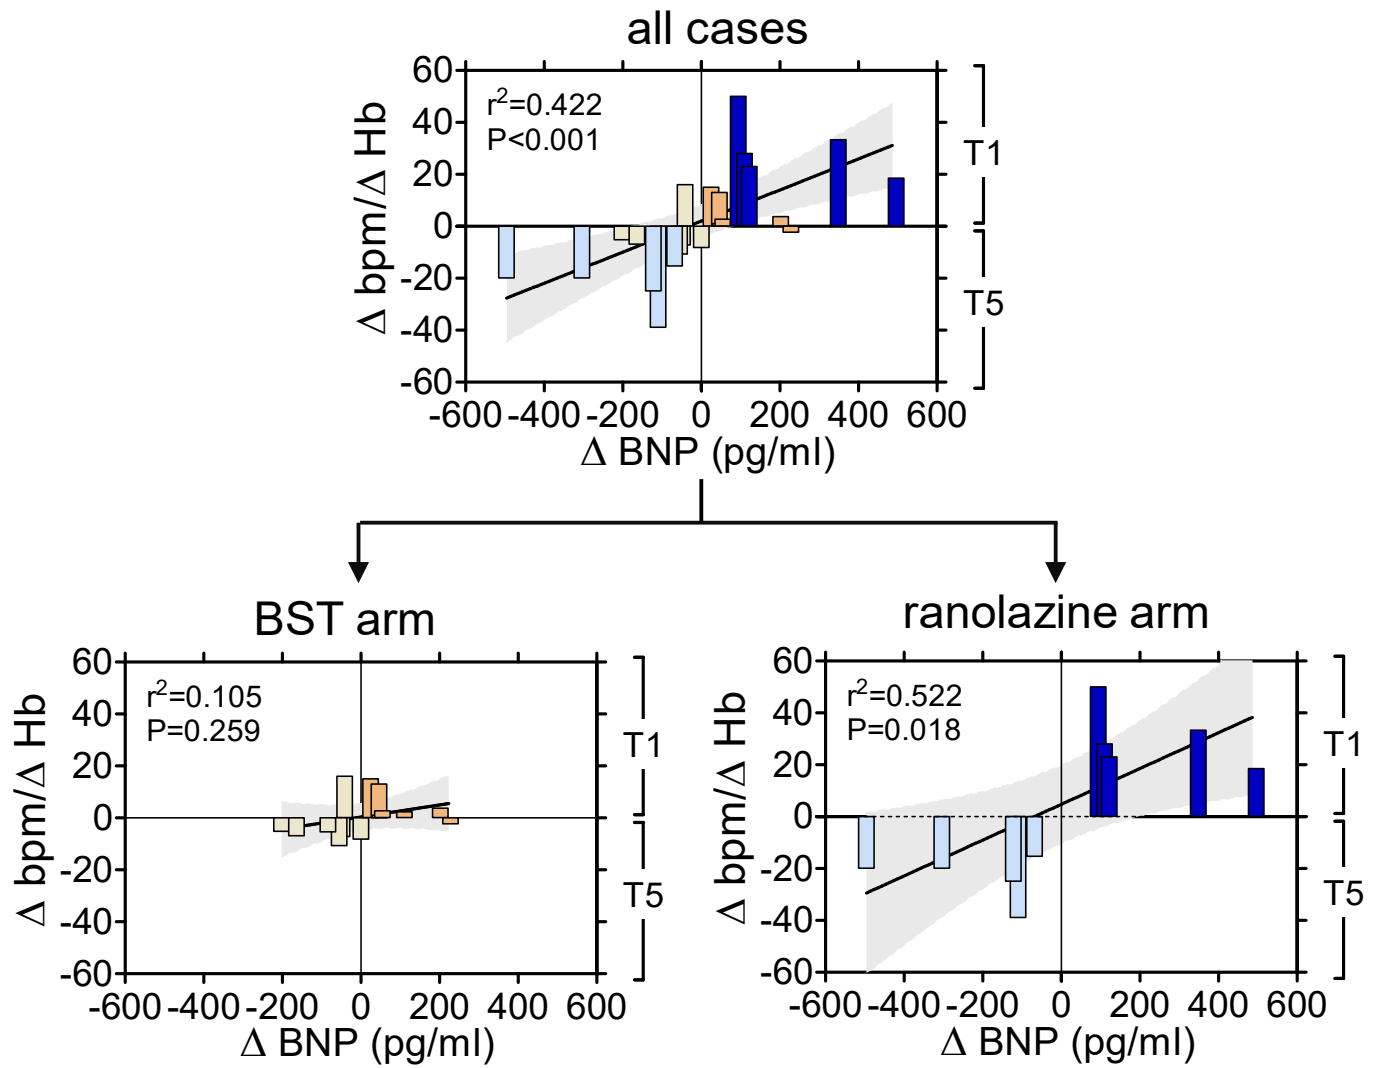 all cases
r²=0.422
P<0.001
Δ bpm/Δ Hb
60
40
20
0
-20
-40
-60
-600 -400 -200 0 200 400 600
Δ BNP (pg/ml)
T1
T5
BST arm
r²=0.105
P=0.259
Δ bpm/Δ Hb
60
40
20
0
-20
-40
-60
-600 -400 -200 0 200 400 600
Δ BNP (pg/ml)
T1
T5
ranolazine arm
r²=0.522
P=0.018
Δ bpm/Δ Hb
60
40
20
0
-20
-40
-60
-600 -400 -200 0 200 400 600
Δ BNP (pg/ml)
T1
T5